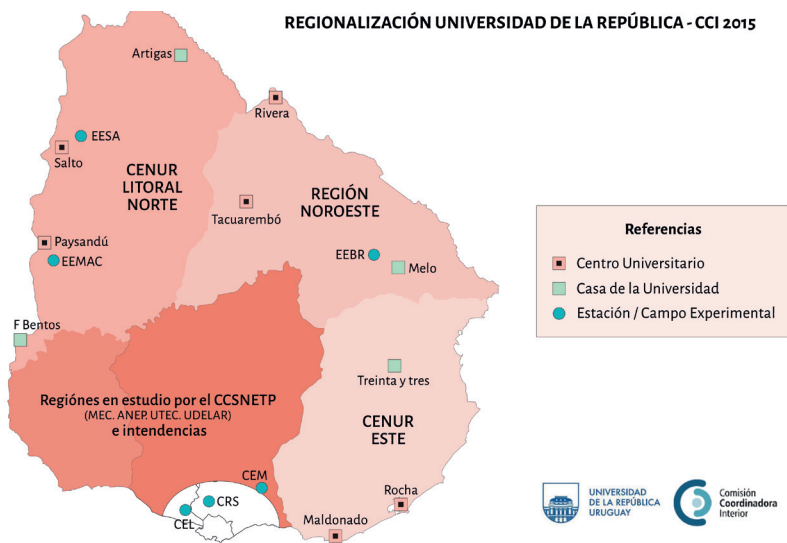 REGIONALIZACIÓN UNIVERSIDAD DE LA REPÚBLICA - CCI 2015
Artigas
Rivera
EESA
Salto
CENUR
LITORAL
NORTE
REGIÓN
NOROESTE
Tacuarembó
Paysandú
EEMAC
EEBR
Melo
F Bentos
Treinta y tres
Regiónes en estudio por el CCSNETP
(MEC. ANEP. UTEC. UDELAR)
e intendencias
CENUR
ESTE
CEM
CRS
CEL
Rocha
Maldonado
Referencias
Centro Universitario
Casa de la Universidad
Estación / Campo Experimental
UNIVERSIDAD
DE LA REPÚBLICA
URUGUAY
Comisión
Coordinadora
Interior